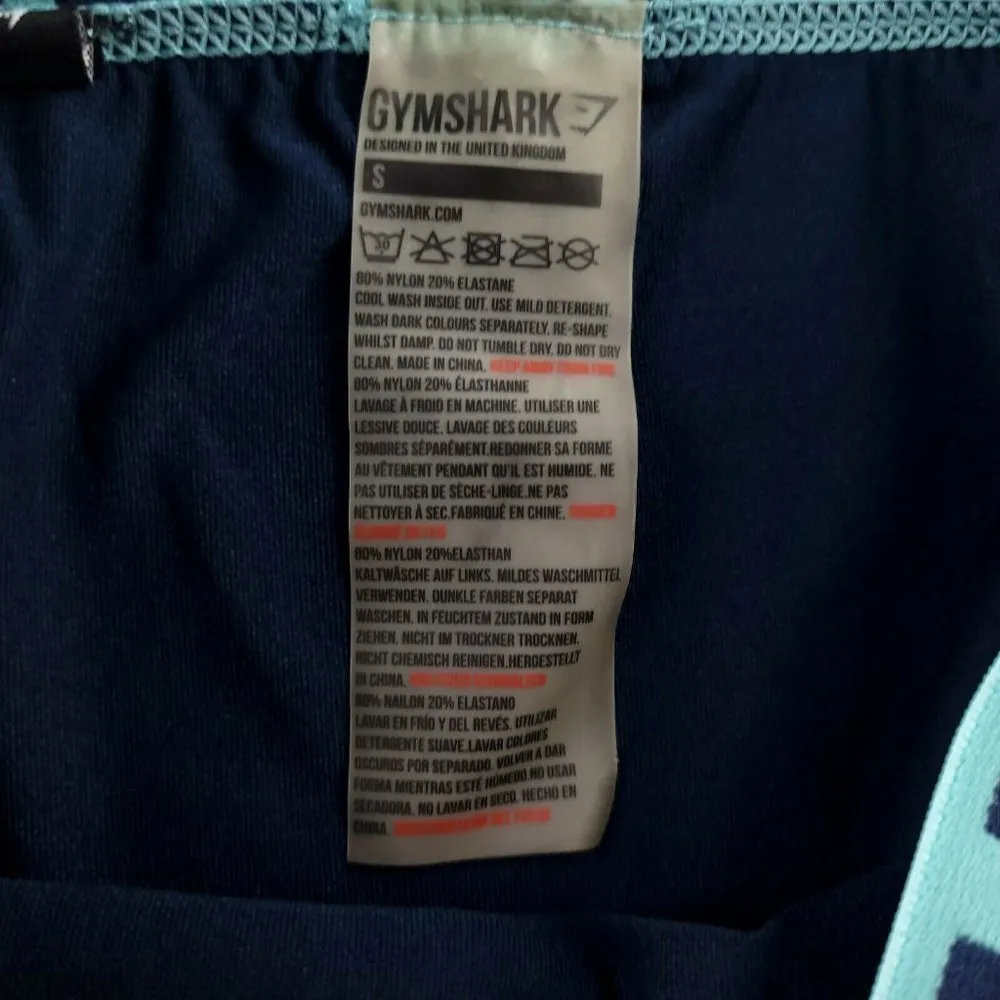 GYMSHARK
DESIGNED IN THE UNITED KINGDOM
S
GYMSHARK.COM
30
80% NYLON 20% ELASTANE
COOL WASH INSIDE OUT. USE MILD DETERGENT.
WASH DARK COLOURS SEPARATELY. RE-SHAPE
WHILST DAMP. DO NOT TUMBLE DRY. DO NOT DRY
CLEAN. MADE IN CHINA. KEEP AWAY FROM FIRE
80% NYLON 20% ÉLASTHANNE
LAVAGE À FROID EN MACHINE. UTILISER UNE
LESSIVE DOUCE. LAVAGE DES COULEURS
SOMBRES SÉPARÉMENT.REDONNER SA FORME
AU VÊTEMENT PENDANT QU'IL EST HUMIDE. NE
PAS UTILISER DE SÈCHE-LINGE.NE PAS
NETTOYER À SEC.FABRIQUÉ EN CHINE.
80% NYLON 20%ELASTHAN
KALTWÄSCHE AUF LINKS. MILDES WASCHMITTEL
VERWENDEN. DUNKLE FARBEN SEPARAT
WASCHEN. IN FEUCHTEM ZUSTAND IN FORM
ZIEHEN. NICHT IM TROCKNER TROCKNEN.
NICHT CHEMISCH REINIGEN.HERGESTELLT
IN CHINA.
80% NAILON 20% ELASTANO
LAVAR EN FRÍO Y DEL REVÉS. UTILIZAR
DETERGENTE SUAVE.LAVAR COLORES
OSCUROS POR SEPARADO. VOLVER A DAR
FORMA MIENTRAS ESTÉ HÚMEDO.NO USAR
SECADORA. NO LAVAR EN SECO. HECHO EN
CHINA.